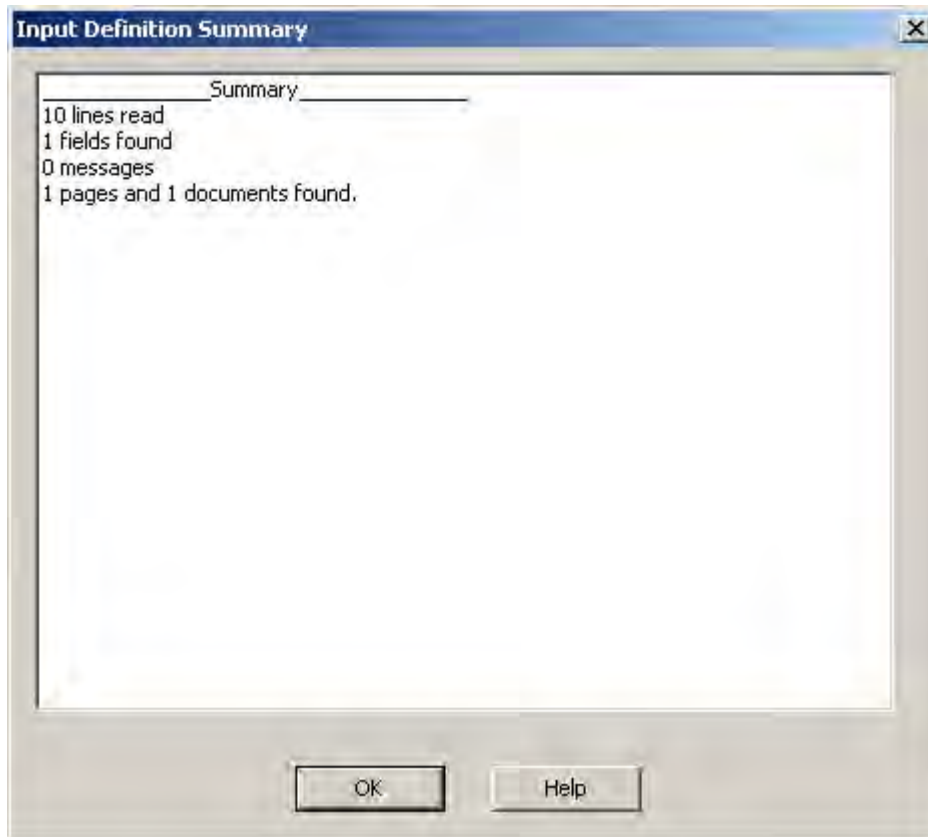 Input Definition Summary
_______________Summary_______________
10 lines read
1 fields found
0 messages
1 pages and 1 documents found.
OK
Help